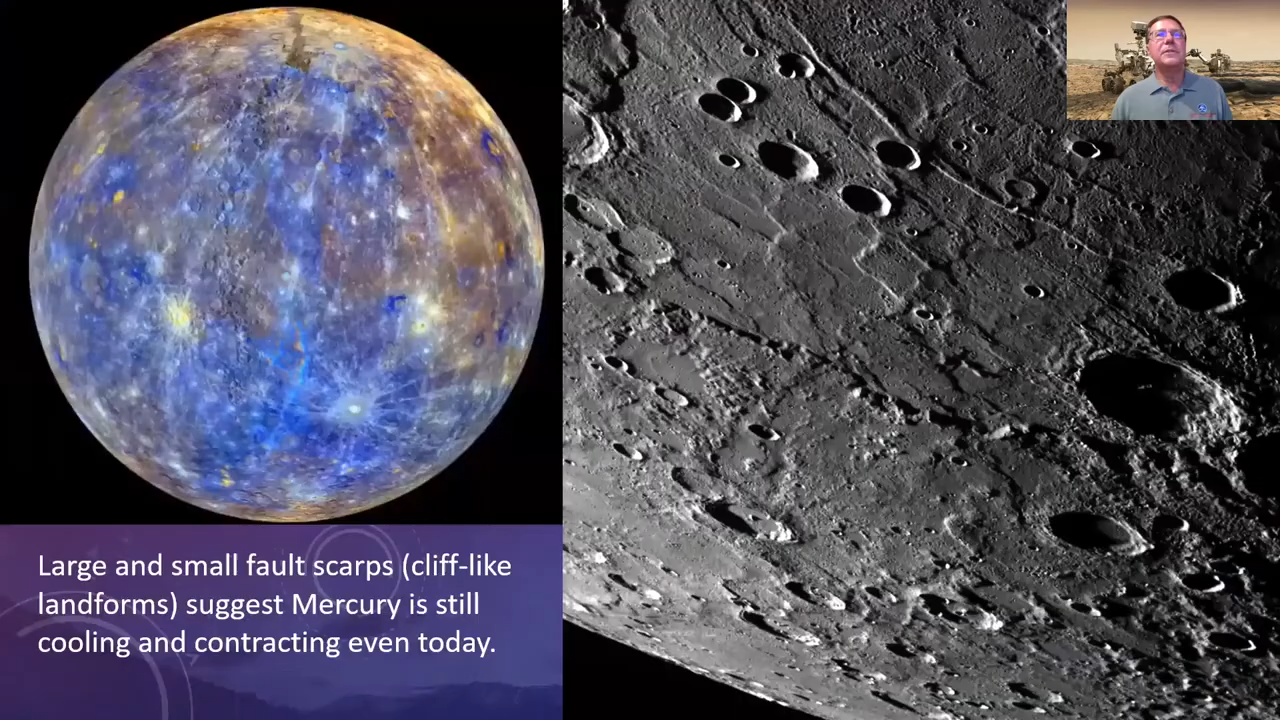 Large and small fault scarps (cliff-like
landforms) suggest Mercury is still
cooling and contracting even today.